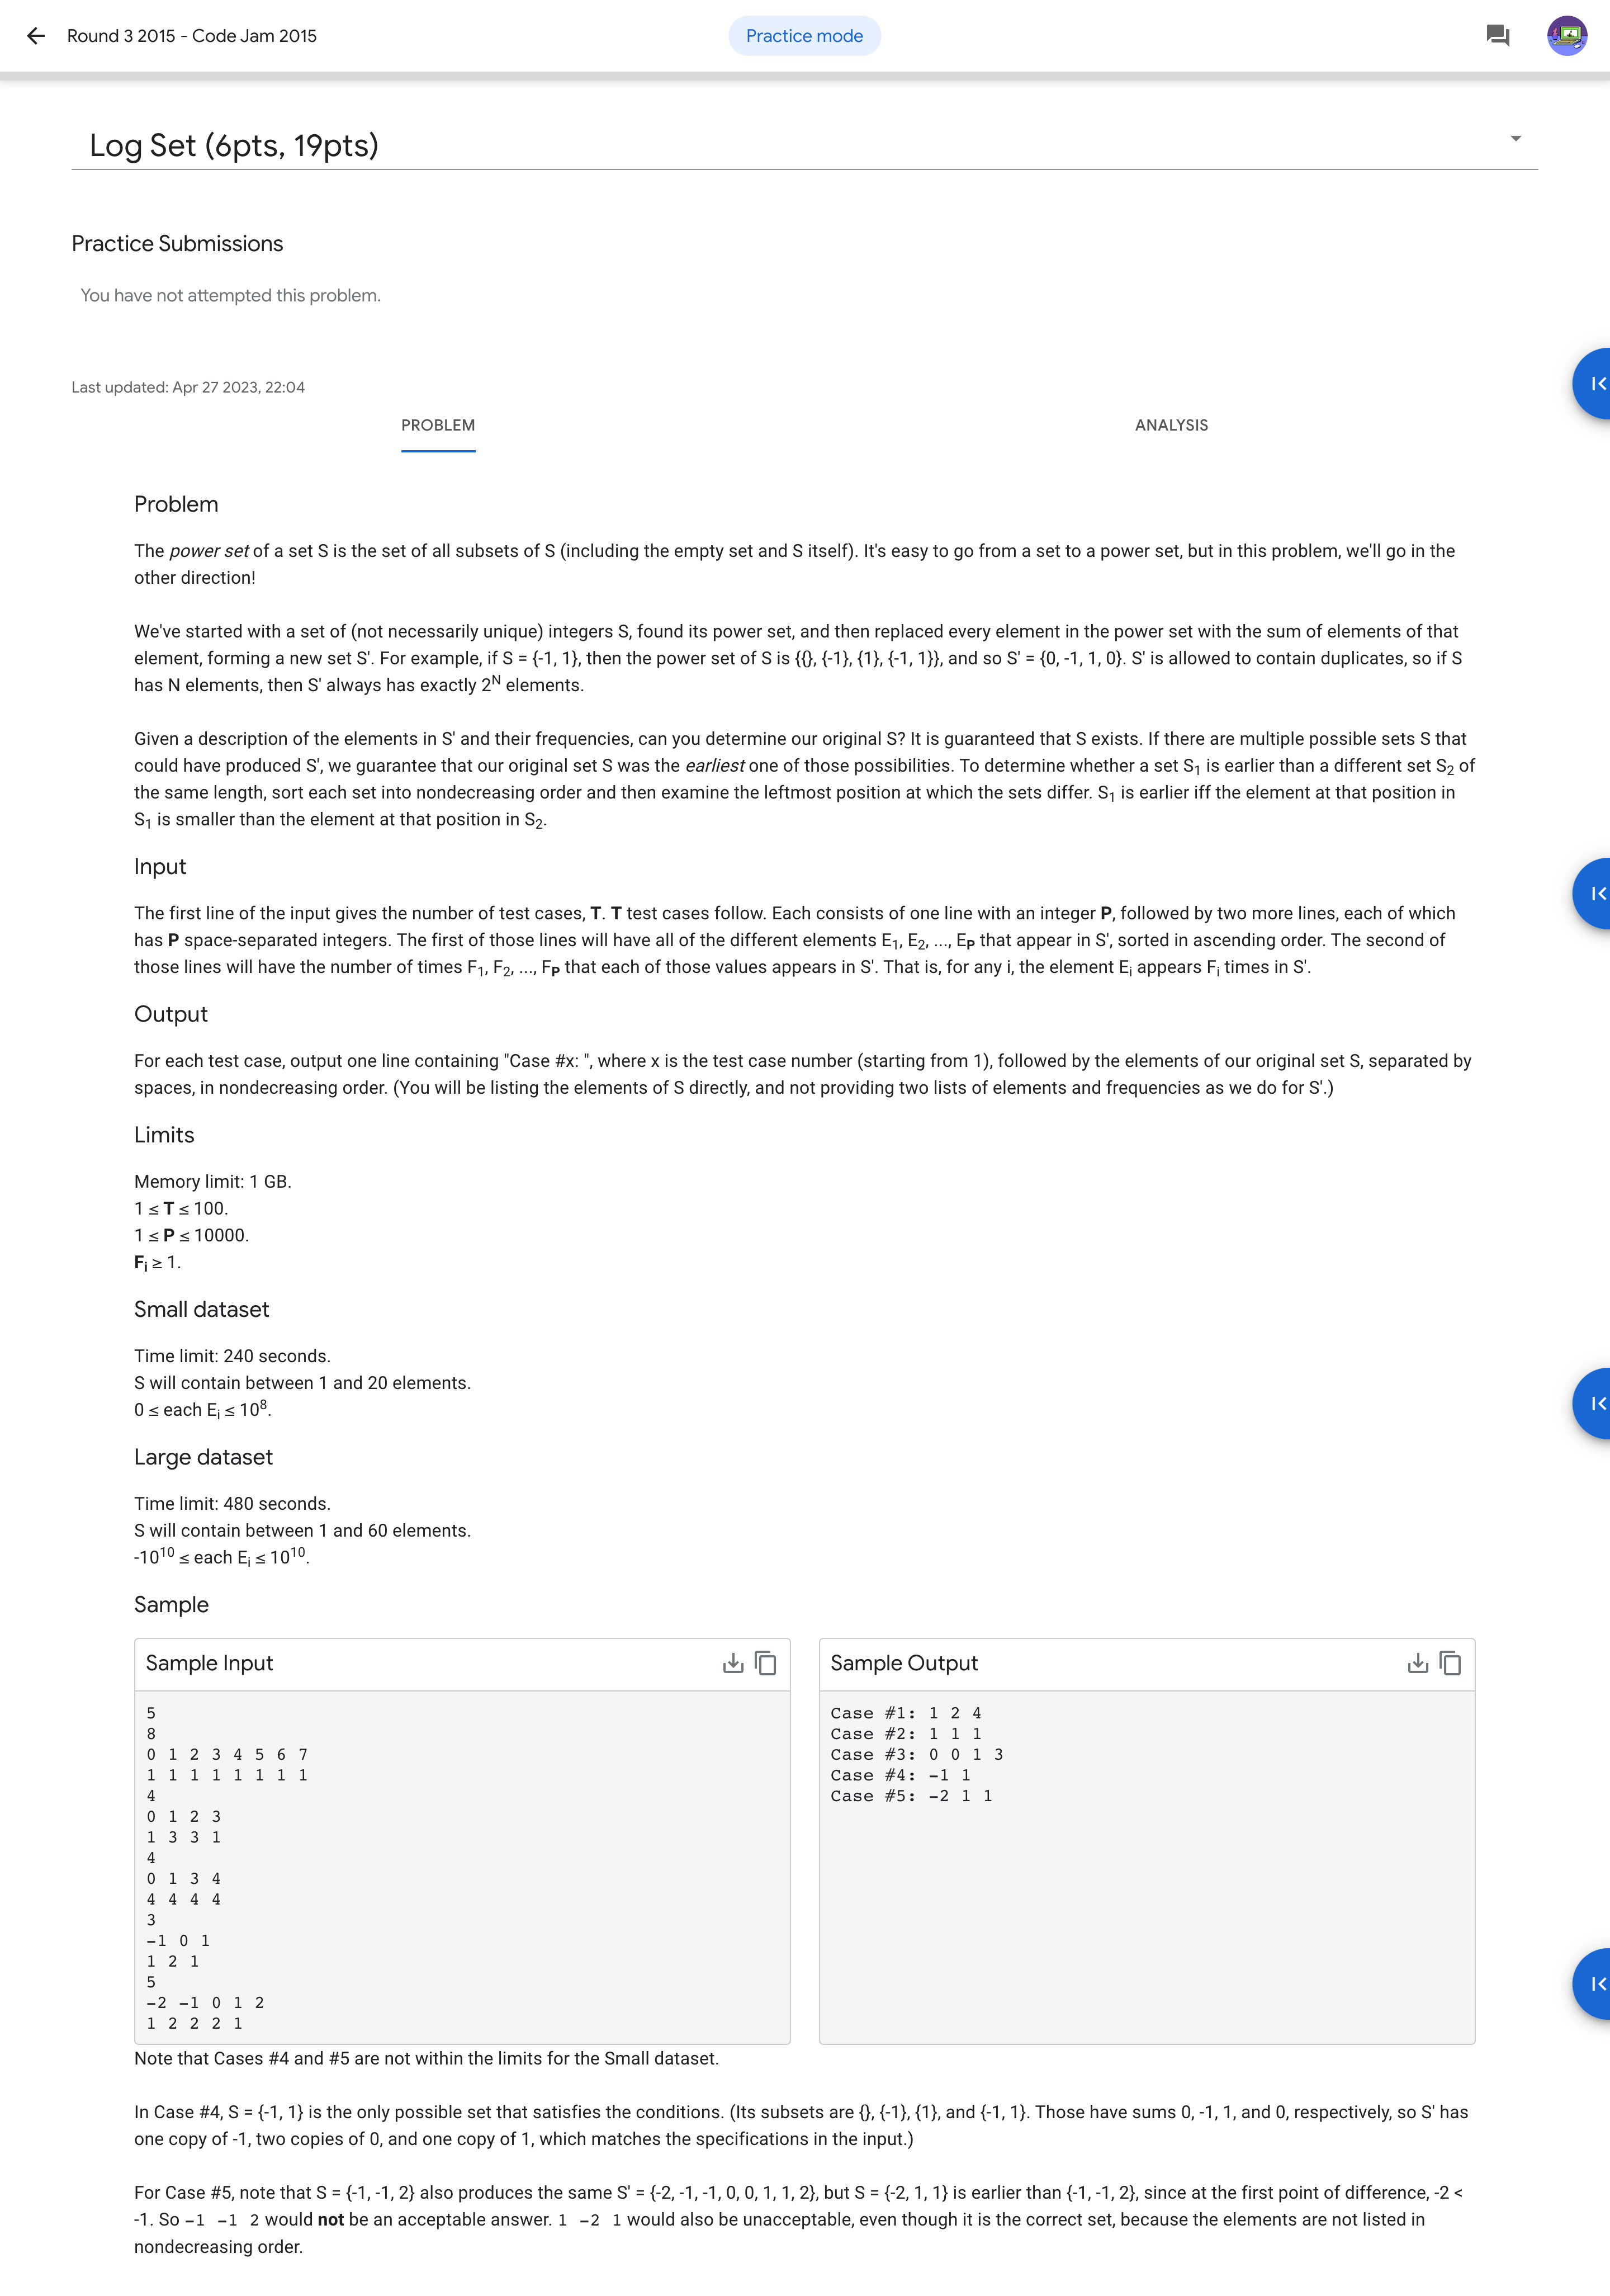 Round 3 2015 - Code Jam 2015
Practice mode
Log Set (6pts, 19pts)
Practice Submissions
You have not attempted this problem.
Last updated: Apr 27 2023, 22:04
PROBLEM
ANALYSIS
Problem
The power set of a set S is the set of all subsets of S (including the empty set and S itself). It's easy to go from a set to a power set, but in this problem, we'll go in the
other direction!
We've started with a set of (not necessarily unique) integers S, found its power set, and then replaced every element in the power set with the sum of elements of that
element, forming a new set S'. For example, if S = {-1, 1}, then the power set of S is {{}, {-1}, {1}, {-1, 1}}, and so S' = {0, -1, 1, 0}. S' is allowed to contain duplicates, so if S
has N elements, then S' always has exactly 2^N elements.
Given a description of the elements in S' and their frequencies, can you determine our original S? It is guaranteed that S exists. If there are multiple possible sets S that
could have produced S', we guarantee that our original set S was the earliest one of those possibilities. To determine whether a set S₁ is earlier than a different set S₂ of
the same length, sort each set into nondecreasing order and then examine the leftmost position at which the sets differ. S₁ is earlier iff the element at that position in
S₁ is smaller than the element at that position in S₂.
Input
The first line of the input gives the number of test cases, T. T test cases follow. Each consists of one line with an integer P, followed by two more lines, each of which
has P space-separated integers. The first of those lines will have all of the different elements E₁, E₂, ..., E_P that appear in S', sorted in ascending order. The second of
those lines will have the number of times F₁, F₂, ..., F_P that each of those values appears in S'. That is, for any i, the element Eᵢ appears Fᵢ times in S'.
Output
For each test case, output one line containing "Case #x: ", where x is the test case number (starting from 1), followed by the elements of our original set S, separated by
spaces, in nondecreasing order. (You will be listing the elements of S directly, and not providing two lists of elements and frequencies as we do for S'.)
Limits
Memory limit: 1 GB.
1 ≤ T ≤ 100.
1 ≤ P ≤ 10000.
Fᵢ ≥ 1.
Small dataset
Time limit: 240 seconds.
S will contain between 1 and 20 elements.
0 ≤ each Eᵢ ≤ 10⁸.
Large dataset
Time limit: 480 seconds.
S will contain between 1 and 60 elements.
-10¹⁰ ≤ each Eᵢ ≤ 10¹⁰.
Sample
Sample Input
5
8
0 1 2 3 4 5 6 7
1 1 1 1 1 1 1 1
4
0 1 2 3
1 3 3 1
4
0 1 3 4
4 4 4 4
3
-1 0 1
1 2 1
5
-2 -1 0 1 2
1 2 2 2 1
Sample Output
Case #1: 1 2 4
Case #2: 1 1 1
Case #3: 0 0 1 3
Case #4: -1 1
Case #5: -2 1 1
Note that Cases #4 and #5 are not within the limits for the Small dataset.
In Case #4, S = {-1, 1} is the only possible set that satisfies the conditions. (Its subsets are {}, {-1}, {1}, and {-1, 1}. Those have sums 0, -1, 1, and 0, respectively, so S' has
one copy of -1, two copies of 0, and one copy of 1, which matches the specifications in the input.)
For Case #5, note that S = {-1, -1, 2} also produces the same S' = {-2, -1, -1, 0, 0, 1, 1, 2}, but S = {-2, 1, 1} is earlier than {-1, -1, 2}, since at the first point of difference, -2 <
-1. So -1 -1 2 would not be an acceptable answer. 1 -2 1 would also be unacceptable, even though it is the correct set, because the elements are not listed in
nondecreasing order.